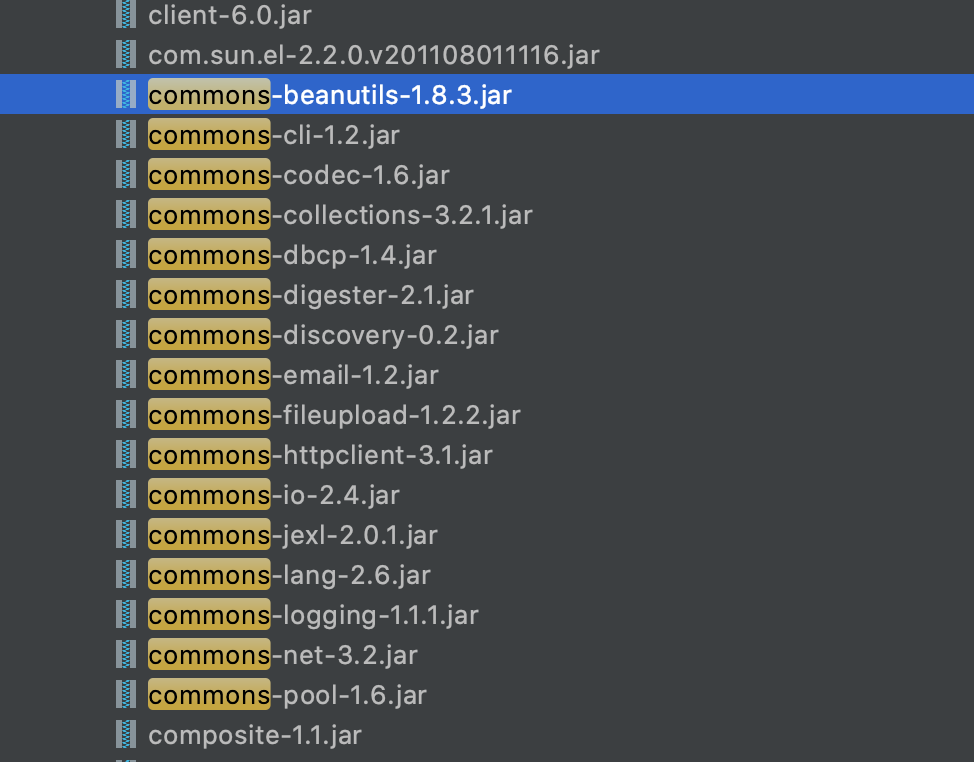 client-6.0.jar
com.sun.el-2.2.0.v201108011116.jar
commons-beanutils-1.8.3.jar
commons-cli-1.2.jar
commons-codec-1.6.jar
commons-collections-3.2.1.jar
commons-dbcp-1.4.jar
commons-digester-2.1.jar
commons-discovery-0.2.jar
commons-email-1.2.jar
commons-fileupload-1.2.2.jar
commons-httpclient-3.1.jar
commons-io-2.4.jar
commons-jexl-2.0.1.jar
commons-lang-2.6.jar
commons-logging-1.1.1.jar
commons-net-3.2.jar
commons-pool-1.6.jar
composite-1.1.jar